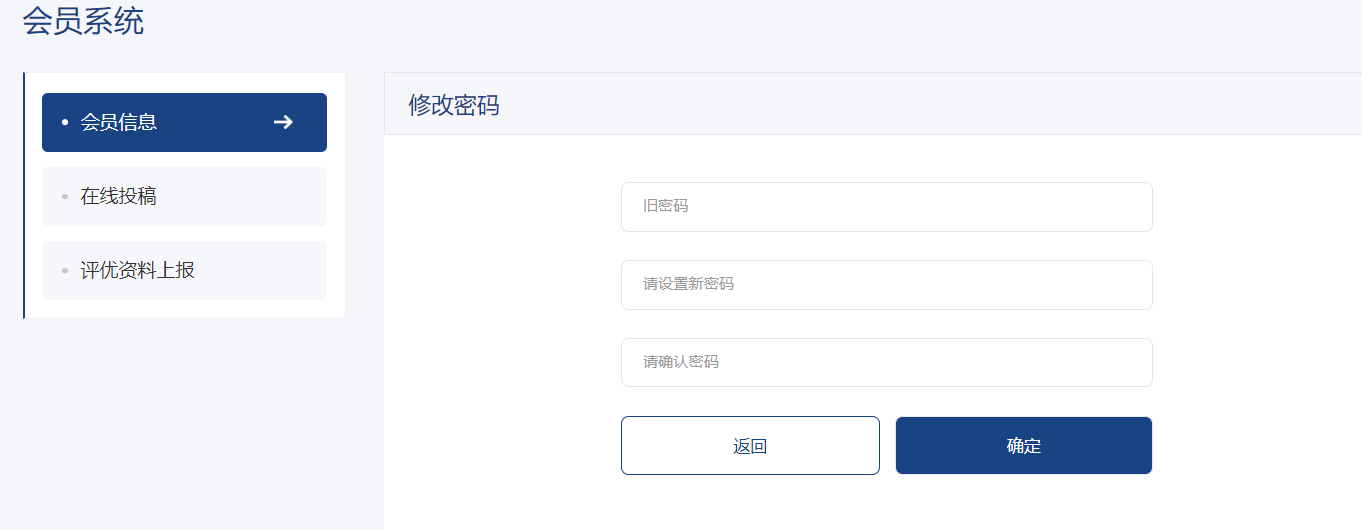 会员系统
会员信息
在线投稿
评优资料上报
修改密码
旧密码
请设置新密码
请确认密码
返回
确定